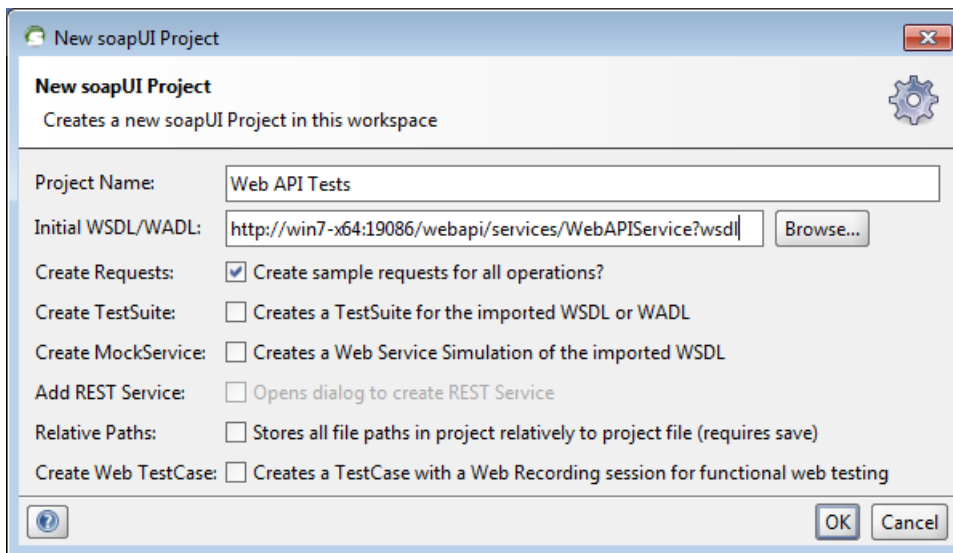 New soapUI Project
New soapUI Project
Creates a new soapUI Project in this workspace
Project Name: Web API Tests
Initial WSDL/WADL: http://win7-x64:19086/webapi/services/WebAPIService?wsdl Browse...
Create Requests: Create sample requests for all operations?
Create TestSuite: Creates a TestSuite for the imported WSDL or WADL
Create MockService: Creates a Web Service Simulation of the imported WSDL
Add REST Service: Opens dialog to create REST Service
Relative Paths: Stores all file paths in project relatively to project file (requires save)
Create Web TestCase: Creates a TestCase with a Web Recording session for functional web testing
OK Cancel